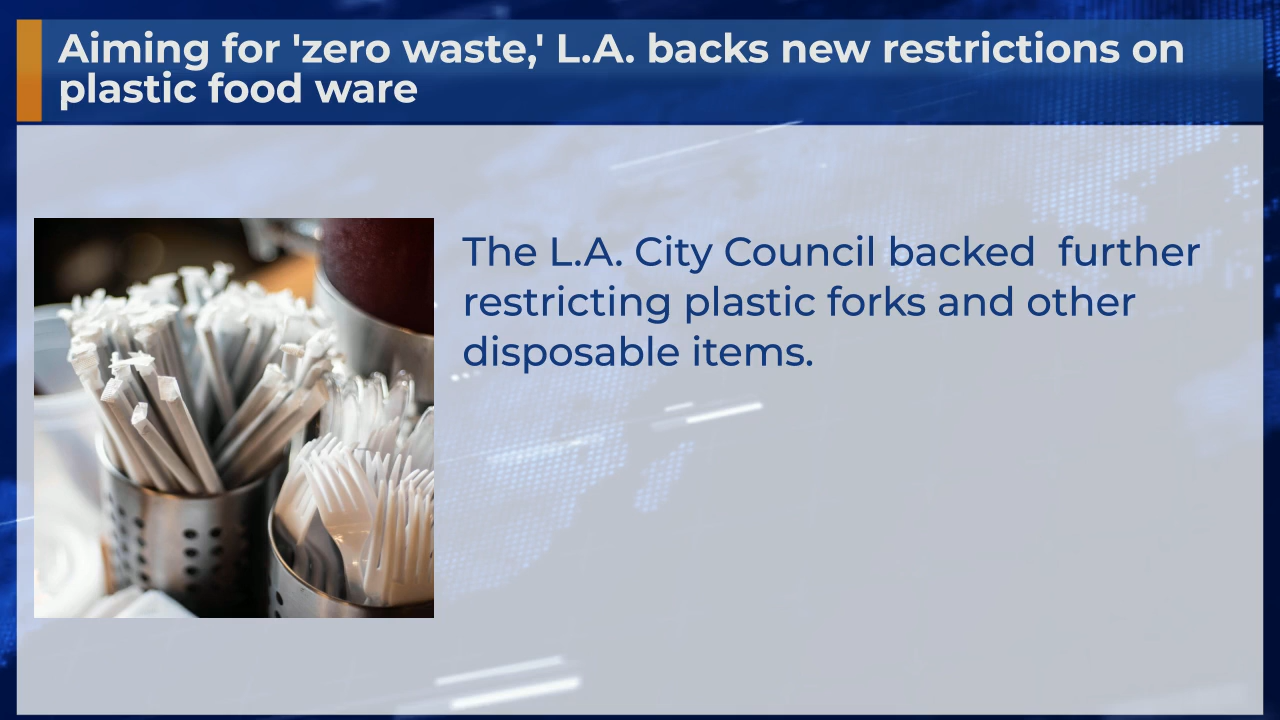 Aiming for 'zero waste,' L.A. backs new restrictions on
plastic food ware
The L.A. City Council backed  further
restricting plastic forks and other
disposable items.